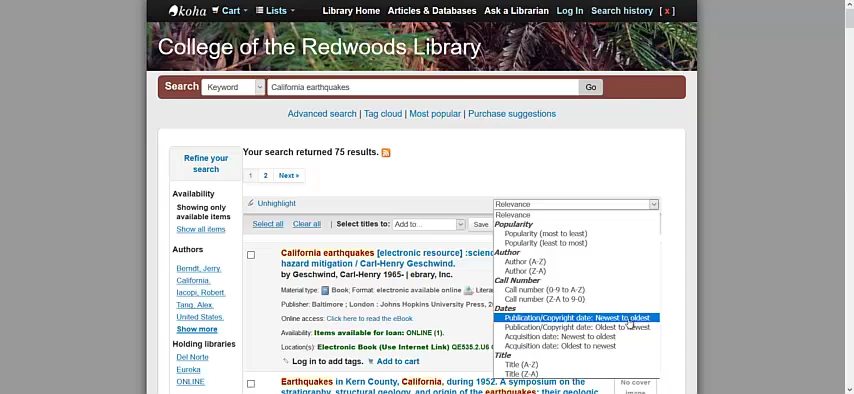 koha Cart Lists Library Home Articles & Databases Ask a Librarian Log In Search history [ x ]
College of the Redwoods Library
Search Keyword California earthquakes Go
Advanced search | Tag cloud | Most popular | Purchase suggestions
Refine your search
Availability
Showing only available items
Show all items
Authors
Berndt, Jerry.
California.
Iacopi, Robert.
Tang, Alex.
United States.
Show more
Holding libraries
Del Norte
Eureka
ONLINE
Your search returned 75 results.
1 2 Next »
Unhighlight
Select all Clear all | Select titles to: Add to... Save
California earthquakes [electronic resource] :scienc
hazard mitigation / Carl-Henry Geschwind.
by Geschwind, Carl-Henry 1965- | ebrary, Inc.
Material type: Book; Format: electronic available online ; Litera
Publisher: Baltimore ; London : Johns Hopkins University Press, 2
Online access: Click here to read the eBook
Availability: Items available for loan: ONLINE (1).
Location(s): Electronic Book (Use Internet Link) QE535.2.U6
Log in to add tags. Add to cart
Earthquakes in Kern County, California, during 1952. A symposium on the
stratigraphy, structural geology, and origin of the earthquakes; their geologic
No cover
image
Relevance
Relevance
Popularity
Popularity (most to least)
Popularity (least to most)
Author
Author (A-Z)
Author (Z-A)
Call Number
Call number (0-9 to A-Z)
Call number (Z-A to 9-0)
Dates
Publication/Copyright date: Newest to oldest
Publication/Copyright date: Oldest to newest
Acquisition date: Newest to oldest
Acquisition date: Oldest to newest
Title
Title (A-Z)
Title (Z-A)